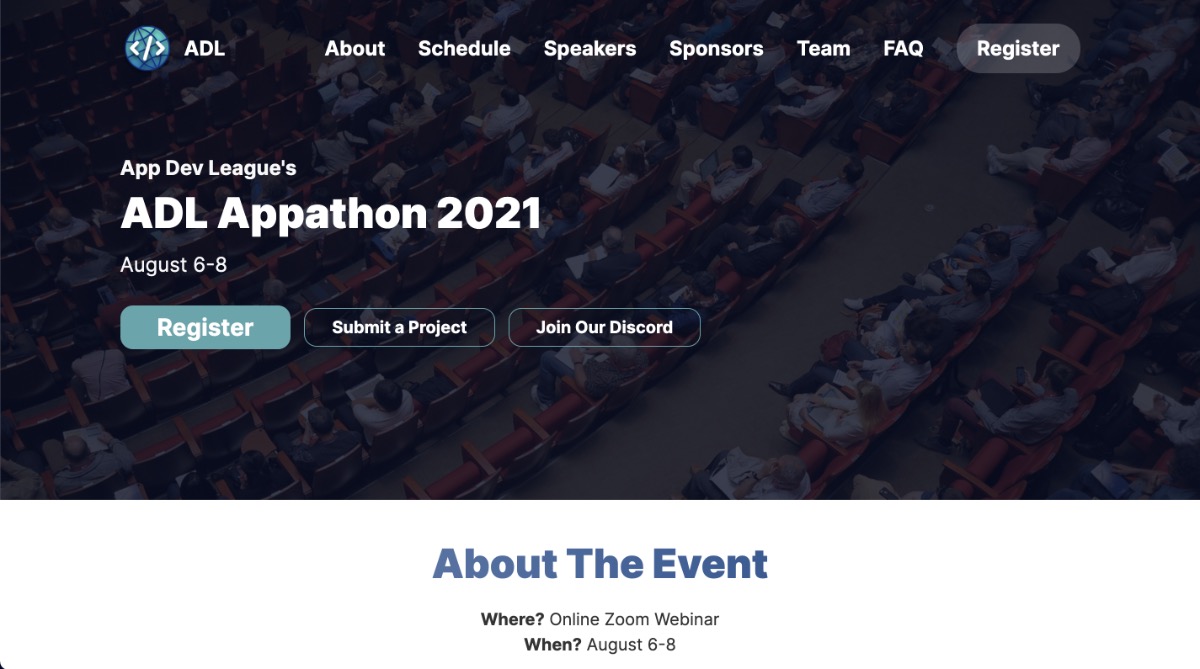 </> ADL About Schedule Speakers Sponsors Team FAQ Register
App Dev League's
ADL Appathon 2021
August 6-8
Register Submit a Project Join Our Discord
About The Event
Where? Online Zoom Webinar
When? August 6-8